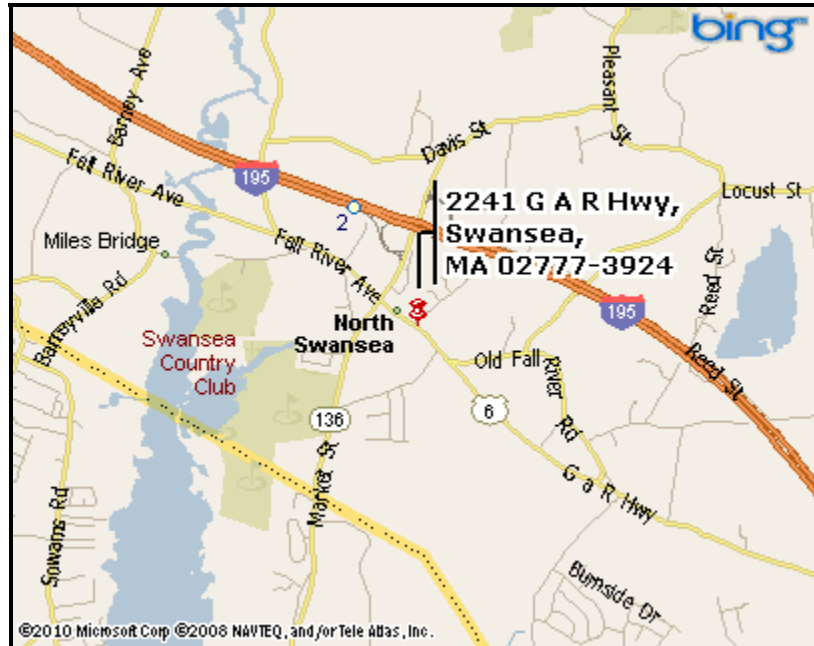 bing™
Barney Ave
Pleasant St
Fall River Ave
195
Davis St
Locust St
2
2241 G A R Hwy,
Swansea,
MA 02777-3924
Miles Bridge
Fall River Ave
Reed St
Barneyville Rd
North
Swansea
195
Swansea
Country
Club
Old Fall River Rd
Reed St
136
6
Market St
G a R Hwy
Sowams Rd
Burnside Dr
©2010 Microsoft Corp ©2008 NAVTEQ, and/or Tele Atlas, Inc.